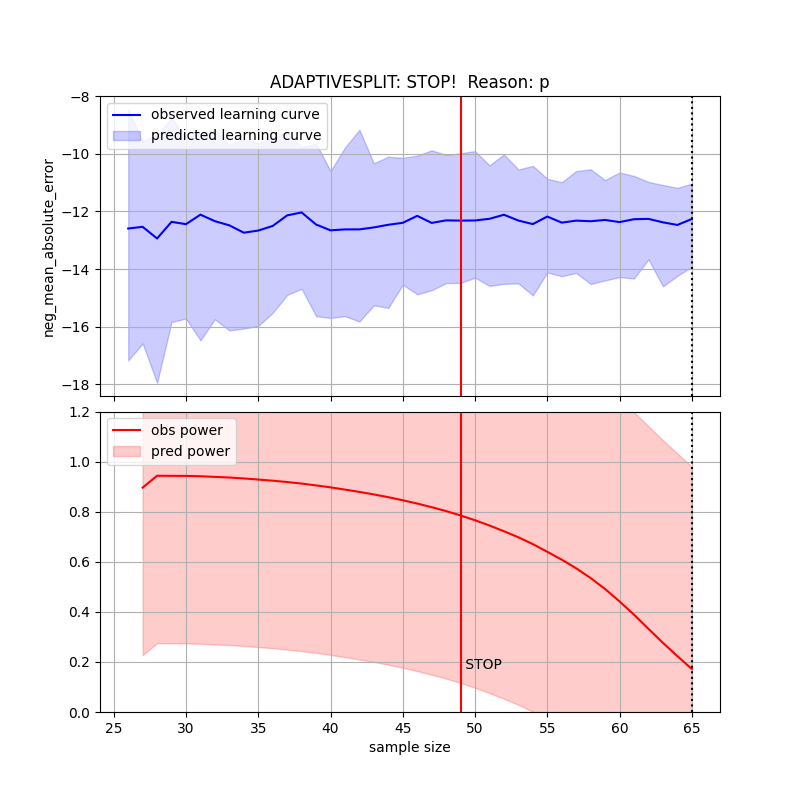 ADAPTIVESPLIT: STOP!  Reason: p
observed learning curve
predicted learning curve
neg_mean_absolute_error
−8
−10
−12
−14
−16
−18
obs power
pred power
1.2
1.0
0.8
0.6
0.4
0.2
0.0
STOP
25 30 35 40 45 50 55 60 65
sample size